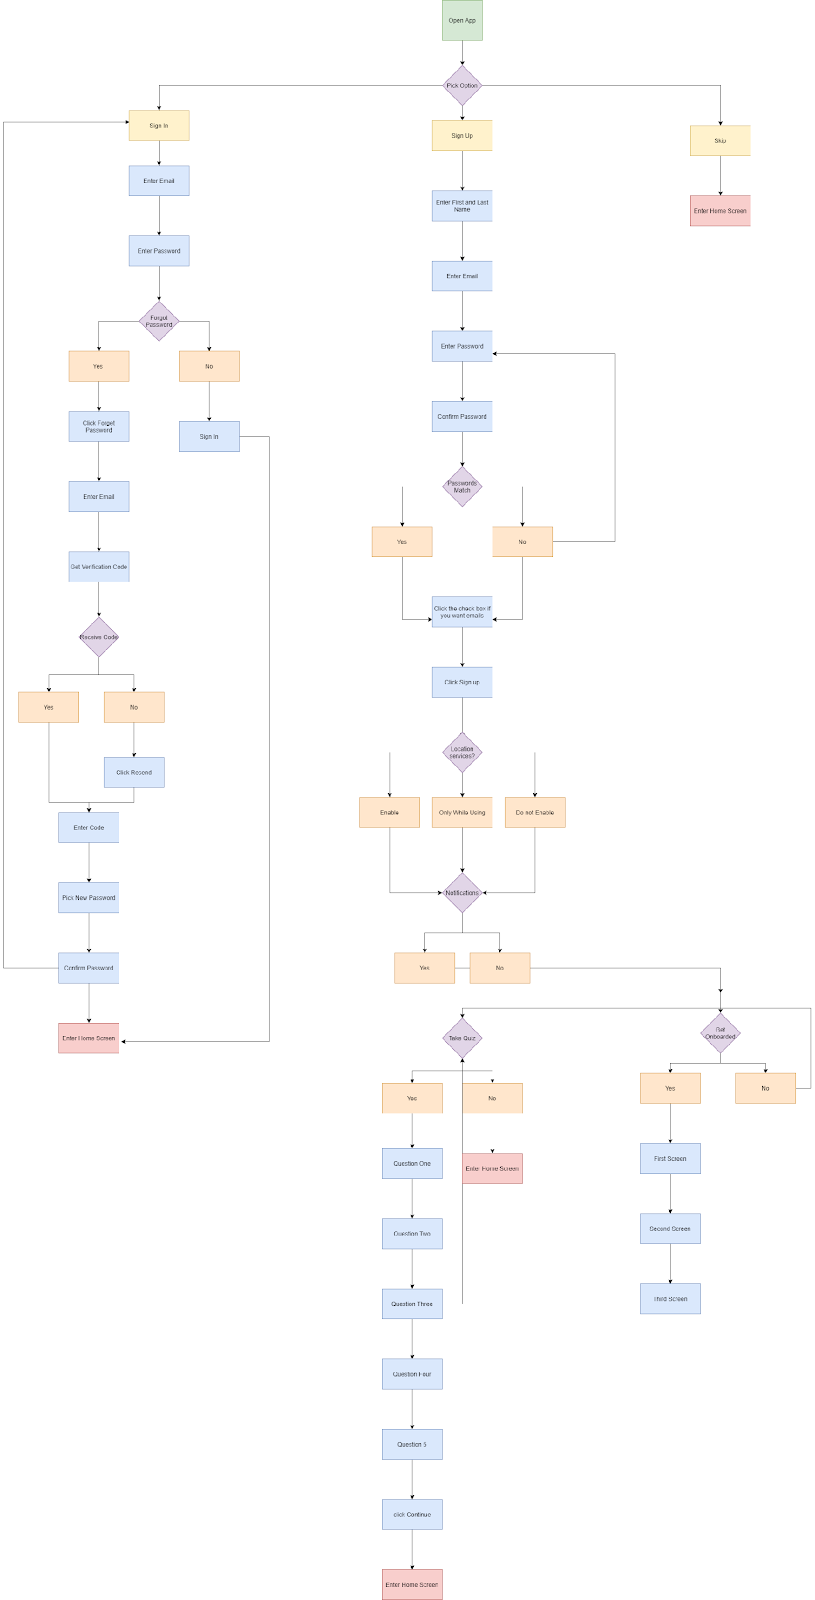 Open App
Pick Option
Sign In
Sign Up
Skip
Enter Email
Enter First and Last
Name
Enter Home Screen
Enter Password
Enter Email
Forgot
Password
Enter Password
Yes
No
Click Forget
Password
Sign In
Confirm Password
Enter Email
Passwords
Match
Yes
No
Get Verification Code
Click the check box if
you want emails
Receive Code
Click Sign up
Yes
No
Location
services?
Click Resend
Enable
Only While Using
Do not Enable
Enter Code
Pick New Password
Notifications
Confirm Password
Yes
No
Enter Home Screen
Take Quiz
Get
Onboarded
Yes
No
Yes
No
Question One
Enter Home Screen
First Screen
Question Two
Second Screen
Question Three
Third Screen
Question Four
Question 5
click Continue
Enter Home Screen